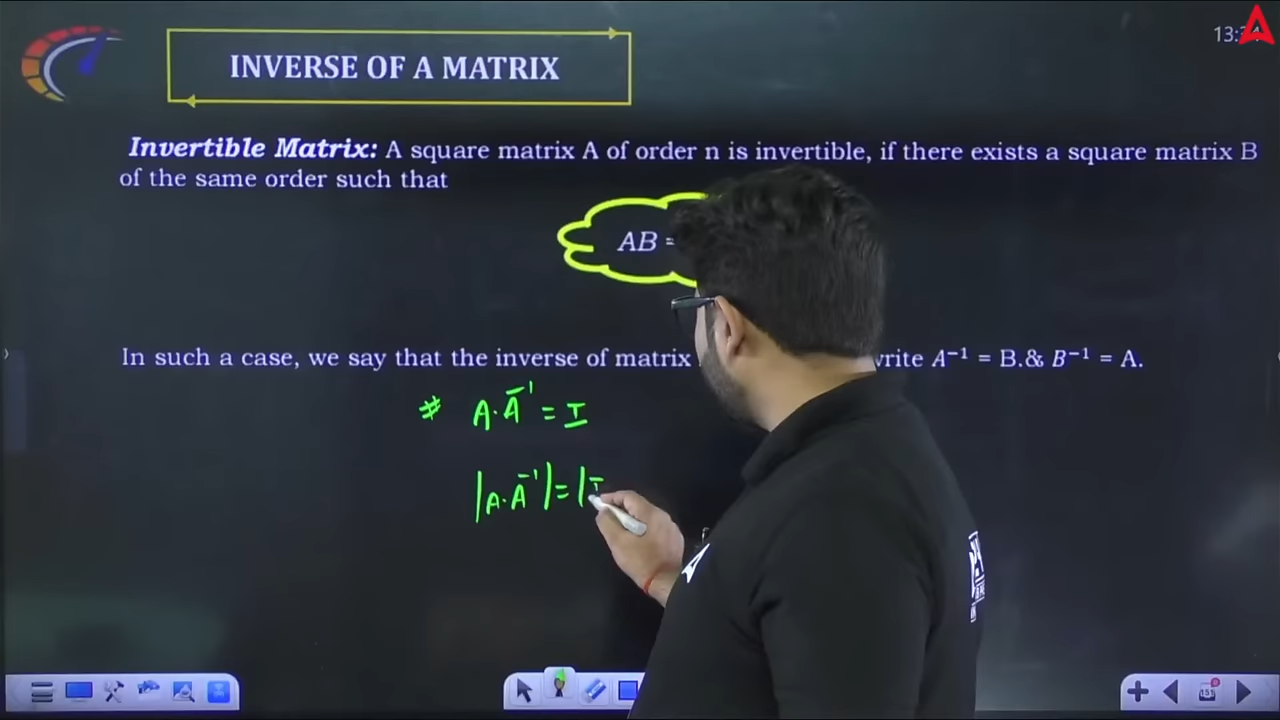 13:
INVERSE OF A MATRIX
Invertible Matrix: A square matrix A of order n is invertible, if there exists a square matrix B
of the same order such that
AB =
In such a case, we say that the inverse of matrix write A⁻¹ = B.& B⁻¹ = A.
# A·A⁻¹ = I
|A·A⁻¹| = |I
151